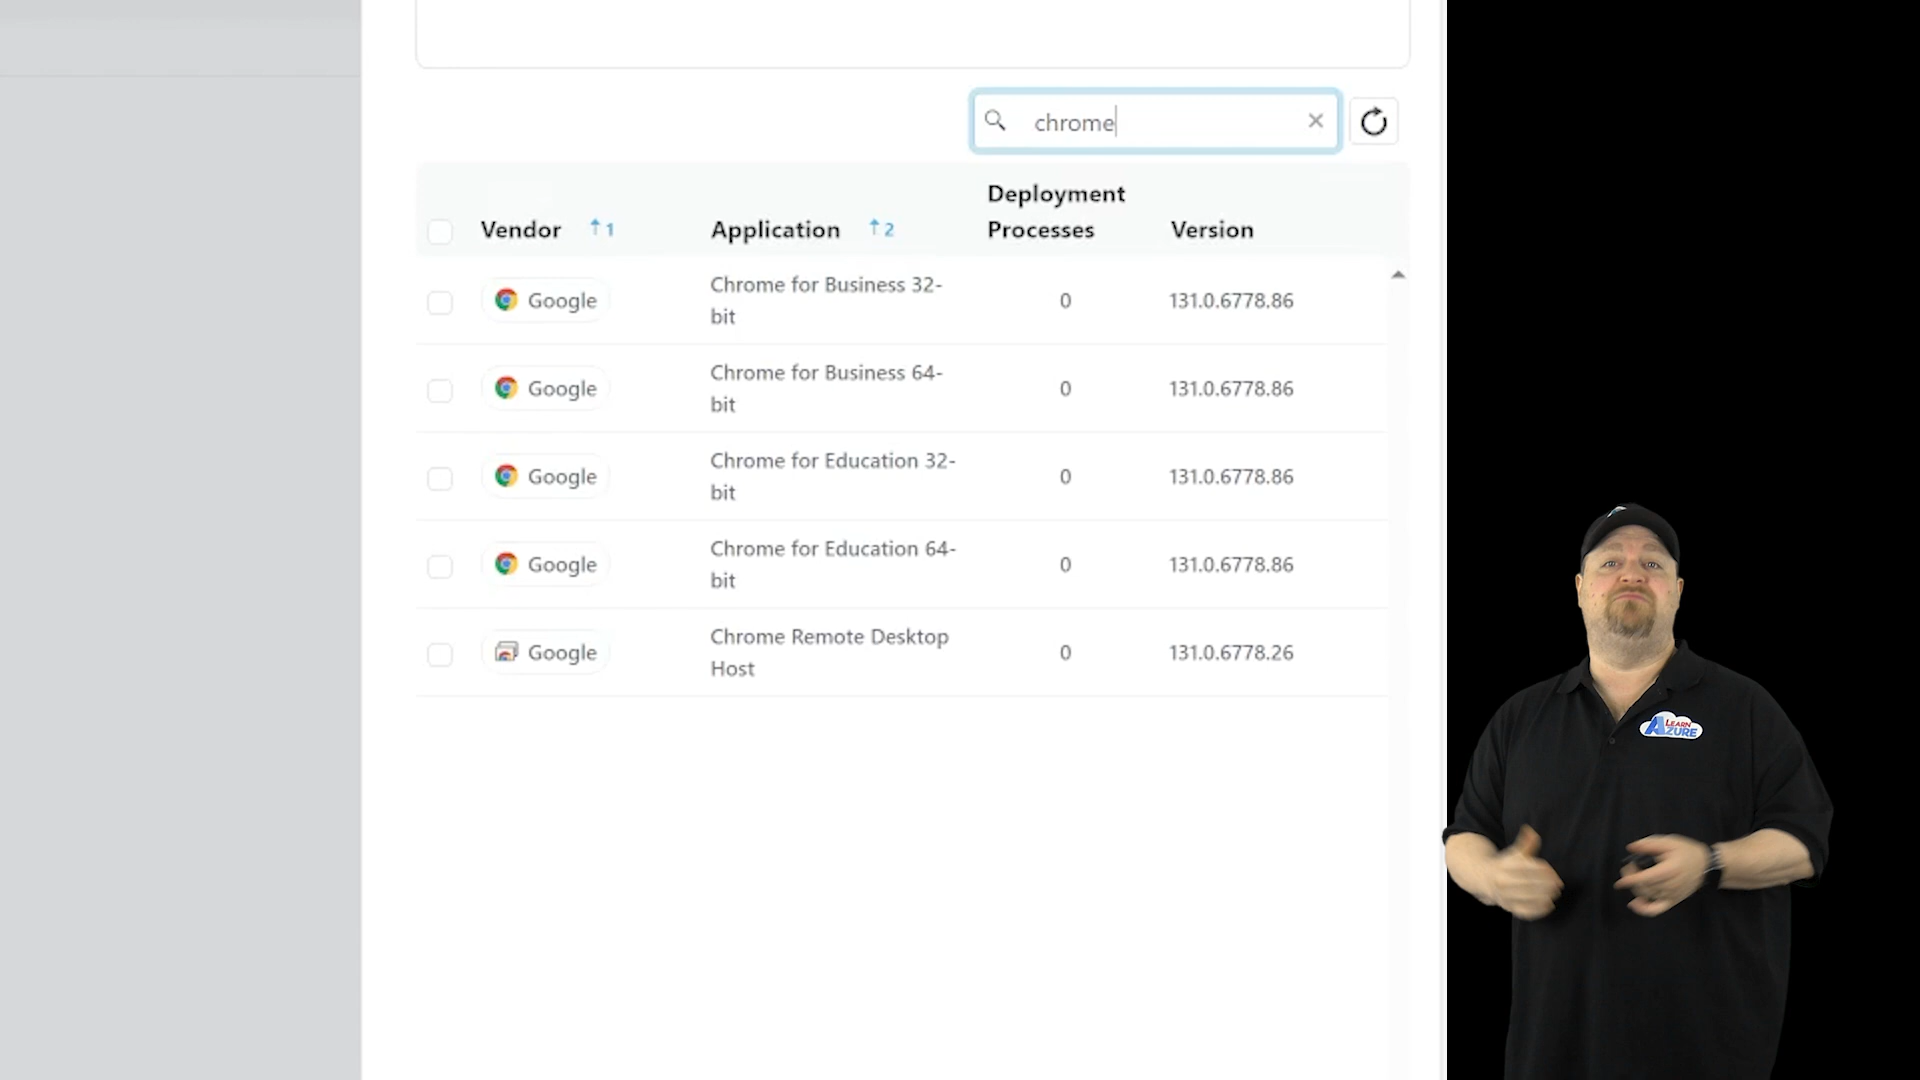 chrome
Vendor 1 Application 2 Deployment Processes Version
Google Chrome for Business 32-
bit 0 131.0.6778.86
Google Chrome for Business 64-
bit 0 131.0.6778.86
Google Chrome for Education 32-
bit 0 131.0.6778.86
Google Chrome for Education 64-
bit 0 131.0.6778.86
Google Chrome Remote Desktop
Host 0 131.0.6778.26
LEARN
AZURE